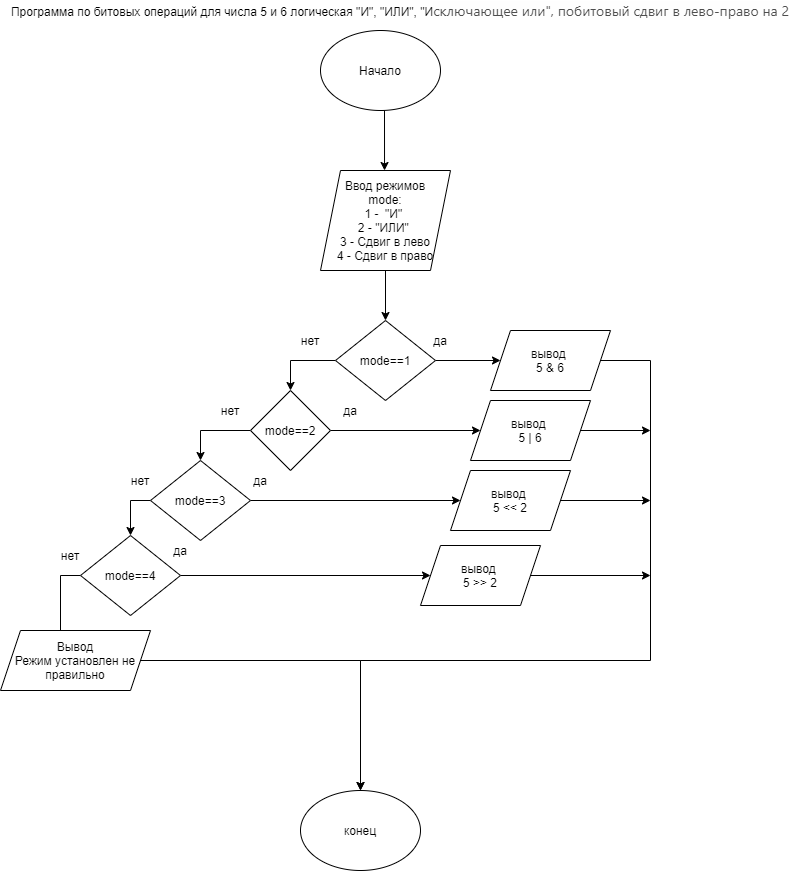 Программа по битовых операций для числа 5 и 6 логическая "И", "ИЛИ", "Исключающее или", побитовый сдвиг в лево-право на 2
Начало
Ввод режимов
mode:
1 - "И"
2 - "ИЛИ"
3 - Сдвиг в лево
4 - Сдвиг в право
нет
да
mode==1
вывод
5 & 6
нет
да
mode==2
вывод
5 | 6
нет
да
mode==3
вывод
5 << 2
нет
да
mode==4
вывод
5 >> 2
Вывод
Режим установлен не
правильно
конец